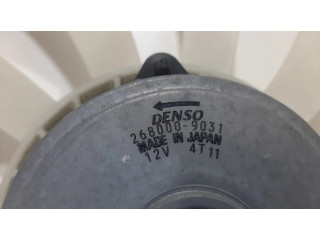 DENSO
268000-9031
MADE IN JAPAN
12V 4T11